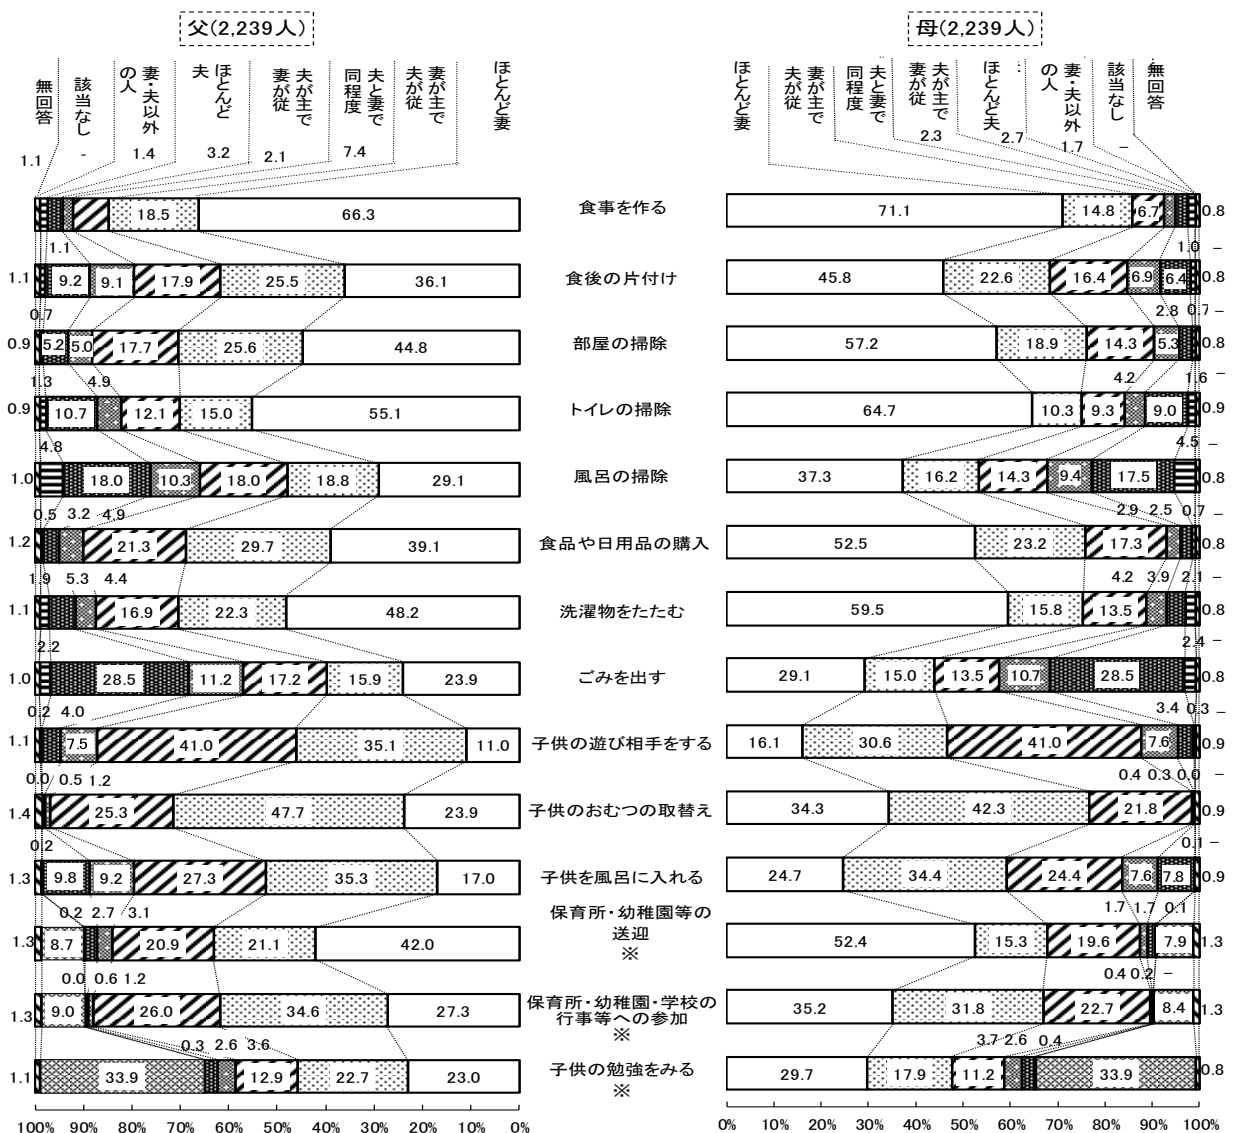 父(2,239人)
母(2,239人)
無回答
該当なし
妻・夫以外
の人
ほとんど
夫
夫が主で
妻が従
夫と妻で
同程度
妻が主で
夫が従
ほとんど妻
ほとんど妻
妻が主で
夫が従
夫と妻で
同程度
夫が主で
妻が従
ほとんど夫
妻・夫以外
の人
該当なし
無回答
1.1 - 1.4 3.2 2.1 7.4
2.3 2.7 1.7 -
18.5 66.3 食事を作る 71.1 14.8 6.7 0.8
1.1 1.0 -
1.1 9.2 9.1 17.9 25.5 36.1 食後の片付け 45.8 22.6 16.4 6.9 6.4 0.8
0.7 2.8 0.7 -
0.9 5.2 5.0 17.7 25.6 44.8 部屋の掃除 57.2 18.9 14.3 5.3 0.8
1.3 4.9 4.2 1.6 -
0.9 10.7 12.1 15.0 55.1 トイレの掃除 64.7 10.3 9.3 9.0 0.9
4.8 4.5 -
1.0 18.0 10.3 18.0 18.8 29.1 風呂の掃除 37.3 16.2 14.3 9.4 17.5 0.8
0.5 3.2 4.9 2.9 2.5 0.7 -
1.2 21.3 29.7 39.1 食品や日用品の購入 52.5 23.2 17.3 0.8
1.9 5.3 4.4 4.2 3.9 2.1 -
1.1 16.9 22.3 48.2 洗濯物をたたむ 59.5 15.8 13.5 0.8
2.2 2.4 -
1.0 28.5 11.2 17.2 15.9 23.9 ごみを出す 29.1 15.0 13.5 10.7 28.5 0.8
0.2 4.0 3.4 0.3 -
1.1 7.5 41.0 35.1 11.0 子供の遊び相手をする 16.1 30.6 41.0 7.6 0.9
0.0 0.5 1.2 0.4 0.3 0.0 -
1.4 25.3 47.7 23.9 子供のおむつの取替え 34.3 42.3 21.8 0.9
0.2 0.1 -
1.3 9.8 9.2 27.3 35.3 17.0 子供を風呂に入れる 24.7 34.4 24.4 7.6 7.8 0.9
0.2 2.7 3.1 1.7 1.7 0.1
保育所・幼稚園等の
1.3 8.7 20.9 21.1 42.0 送迎 52.4 15.3 19.6 7.9 1.3
※
0.0 0.6 1.2 0.4 0.2 -
保育所・幼稚園・学校の
1.3 9.0 26.0 34.6 27.3 行事等への参加 35.2 31.8 22.7 8.4 1.3
※
0.3 2.6 3.6 3.7 2.6 0.4
1.1 33.9 12.9 22.7 23.0 子供の勉強をみる 29.7 17.9 11.2 33.9 0.8
※
100% 90% 80% 70% 60% 50% 40% 30% 20% 10% 0%
0% 10% 20% 30% 40% 50% 60% 70% 80% 90% 100%